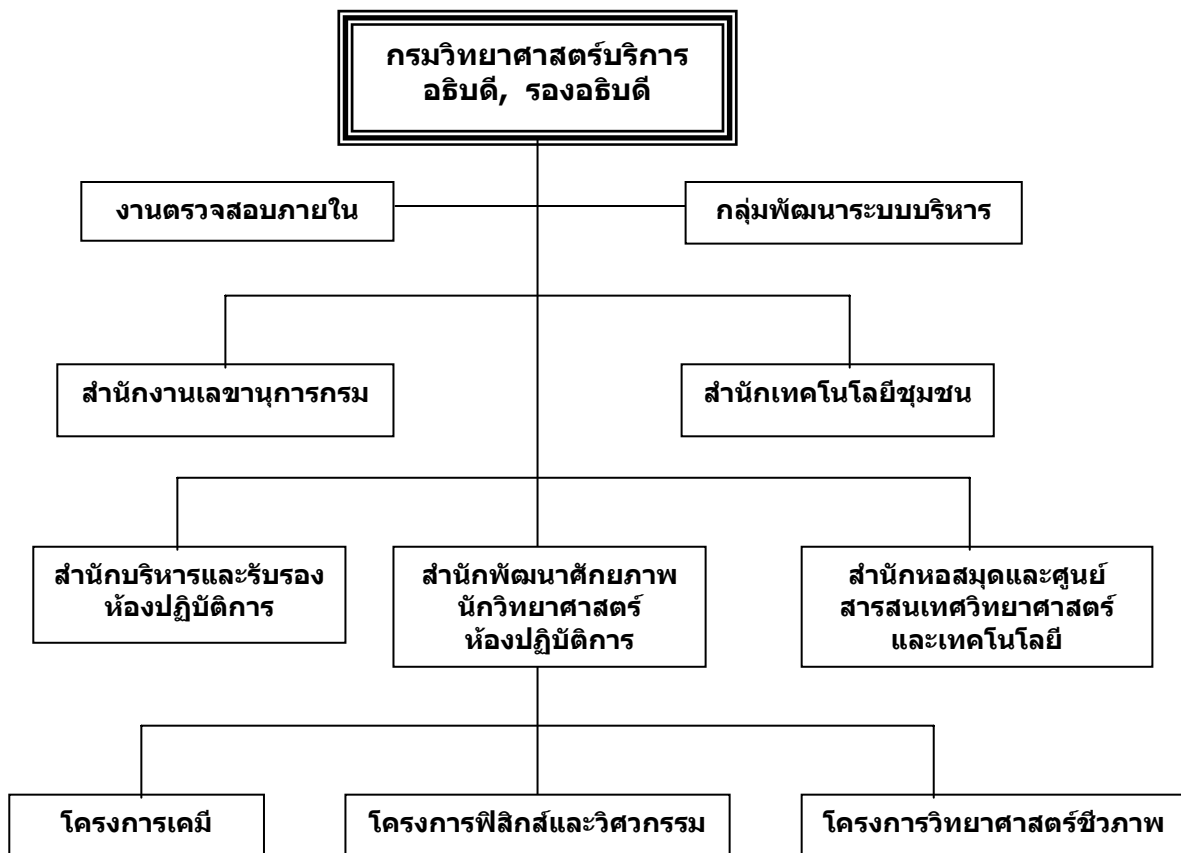 กรมวิทยาศาสตร์บริการ
อธิบดี, รองอธิบดี
งานตรวจสอบภายใน
กลุ่มพัฒนาระบบบริหาร
สำนักงานเลขานุการกรม
สำนักเทคโนโลยีชุมชน
สำนักบริหารและรับรอง
ห้องปฏิบัติการ
สำนักพัฒนาศักยภาพ
นักวิทยาศาสตร์
ห้องปฏิบัติการ
สำนักหอสมุดและศูนย์
สารสนเทศวิทยาศาสตร์
และเทคโนโลยี
โครงการเคมี
โครงการฟิสิกส์และวิศวกรรม
โครงการวิทยาศาสตร์ชีวภาพ